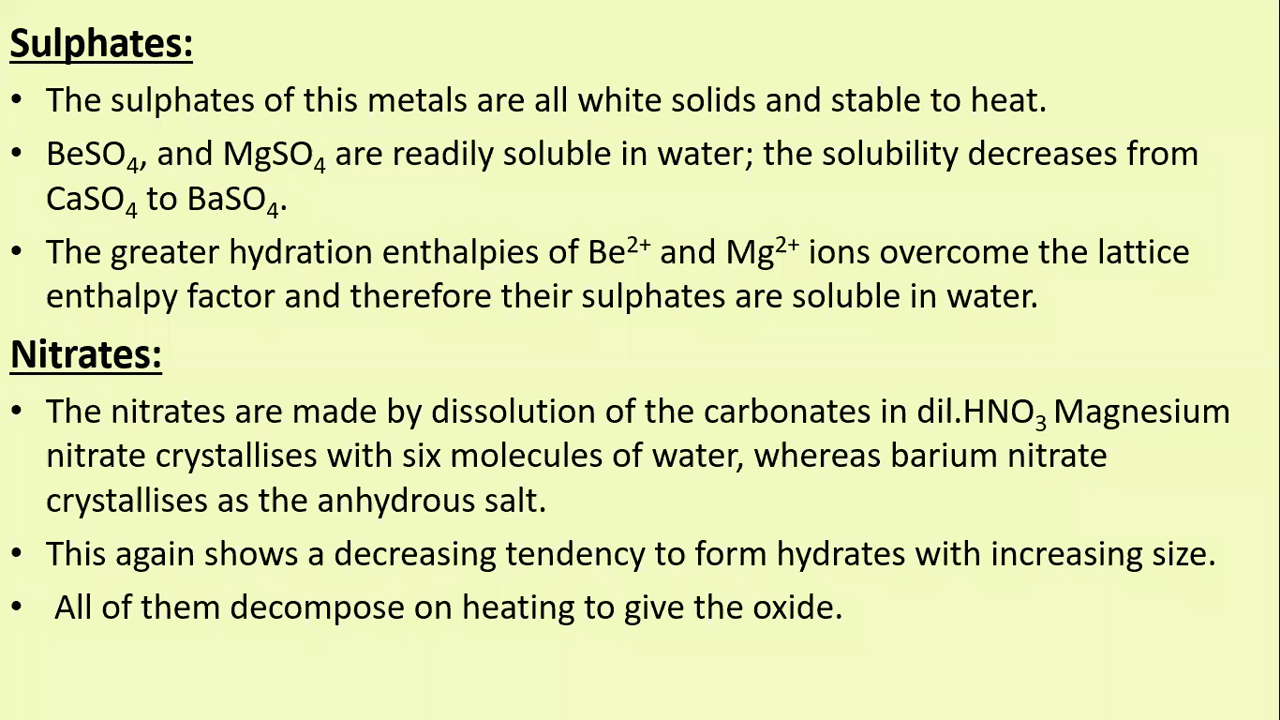 Sulphates:
• The sulphates of this metals are all white solids and stable to heat.
• BeSO₄, and MgSO₄ are readily soluble in water; the solubility decreases from
CaSO₄ to BaSO₄.
• The greater hydration enthalpies of Be²⁺ and Mg²⁺ ions overcome the lattice
enthalpy factor and therefore their sulphates are soluble in water.
Nitrates:
• The nitrates are made by dissolution of the carbonates in dil.HNO₃ Magnesium
nitrate crystallises with six molecules of water, whereas barium nitrate
crystallises as the anhydrous salt.
• This again shows a decreasing tendency to form hydrates with increasing size.
• All of them decompose on heating to give the oxide.